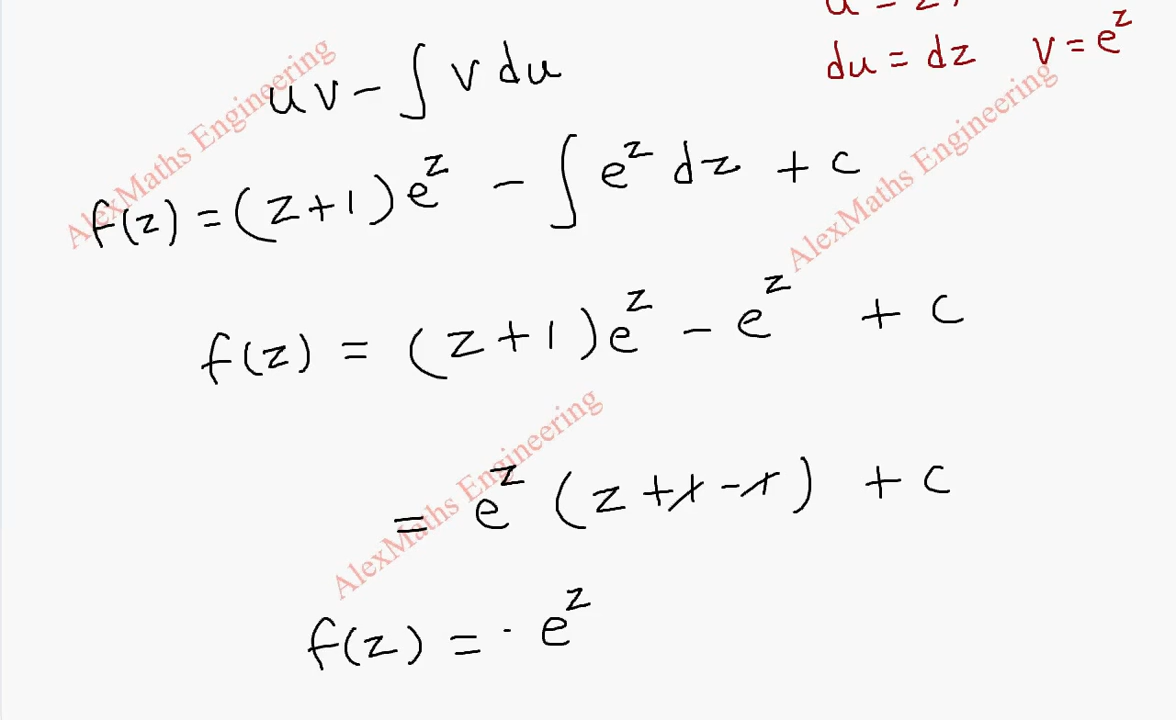 u = z+
du = dz v = e^z
uv - ∫ v du
f(z) = (z+1) e^z - ∫ e^z dz + c
f(z) = (z+1) e^z - e^z + c
= e^z (z+1-1) + c
f(z) = e^z
AlexMaths Engineering
AlexMaths Engineering
AlexMaths Engineering